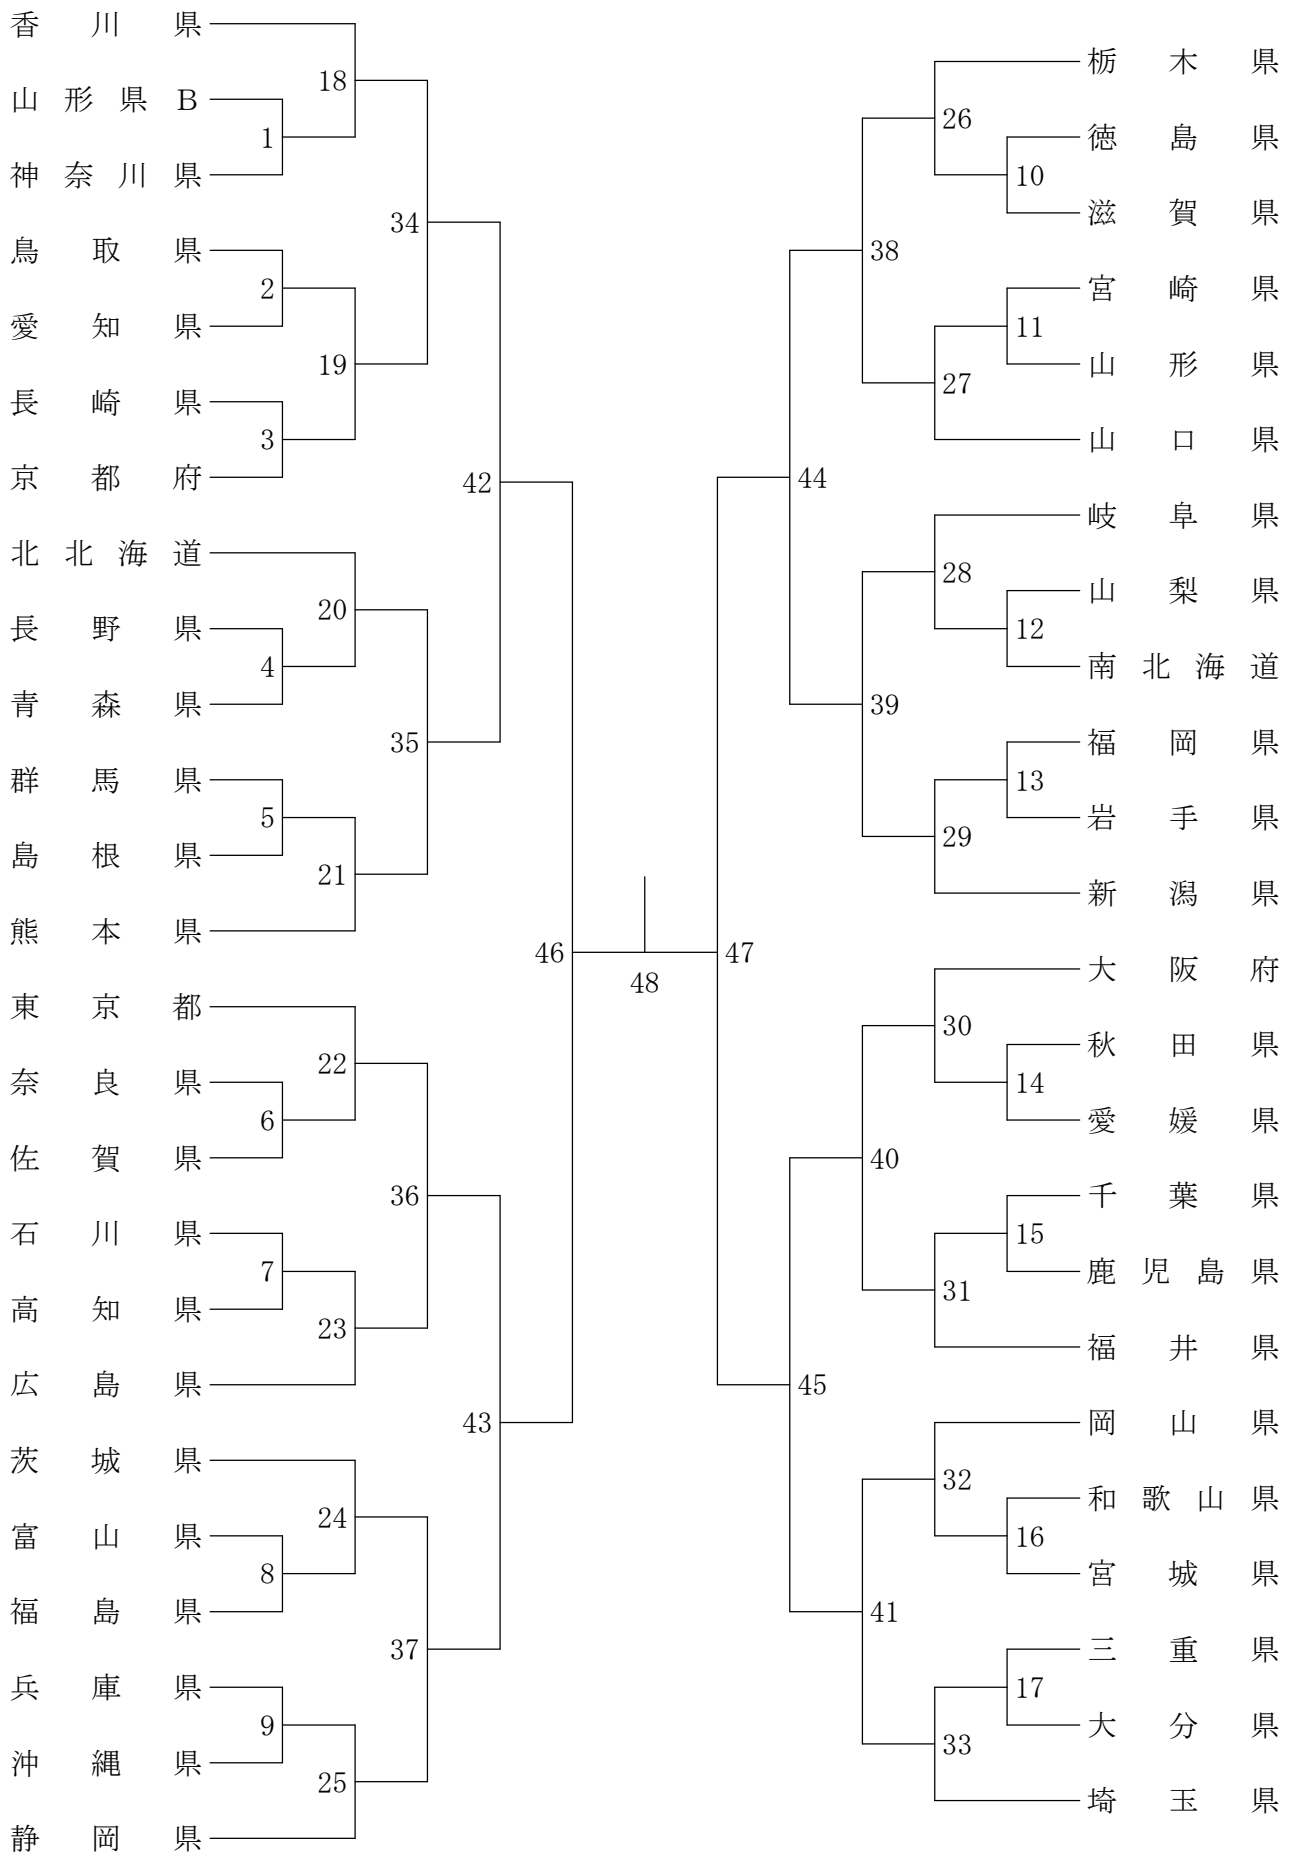 香川県
18
山形県B
1
神奈川県
34
鳥取県
2
愛知県
19
長崎県
3
京都府
42
北北海道
20
長野県
4
青森県
35
群馬県
5
島根県
21
熊本県
46
東京都
22
奈良県
6
佐賀県
36
石川県
7
高知県
23
広島県
43
茨城県
24
富山県
8
福島県
37
兵庫県
9
沖縄県
25
静岡県
48
栃木県
26
徳島県
10
滋賀県
38
宮崎県
11
山形県
27
山口県
44
岐阜県
28
山梨県
12
南北海道
39
福岡県
13
岩手県
29
新潟県
47
大阪府
30
秋田県
14
愛媛県
40
千葉県
15
鹿児島県
31
福井県
45
岡山県
32
和歌山県
16
宮城県
41
三重県
17
大分県
33
埼玉県